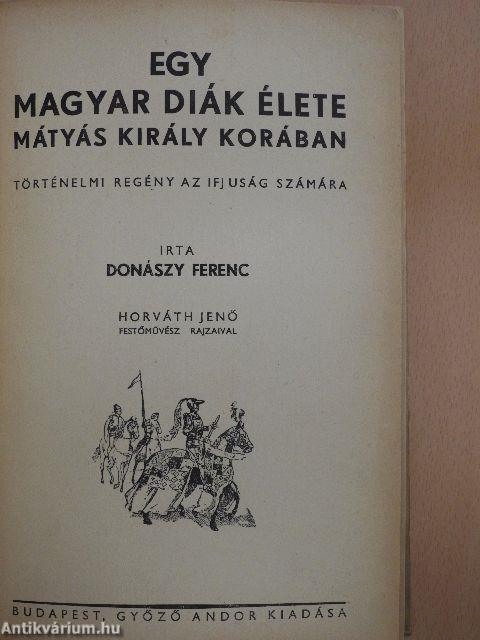 EGY
MAGYAR DIÁK ÉLETE
MÁTYÁS KIRÁLY KORÁBAN
TÖRTÉNELMI REGÉNY AZ IFJUSÁG SZÁMÁRA
IRTA
DONÁSZY FERENC
HORVÁTH JENŐ
FESTŐMŰVÉSZ RAJZAIVAL
BUDAPEST, GYŐZŐ ANDOR KIADÁSA
Antikvárium.hu